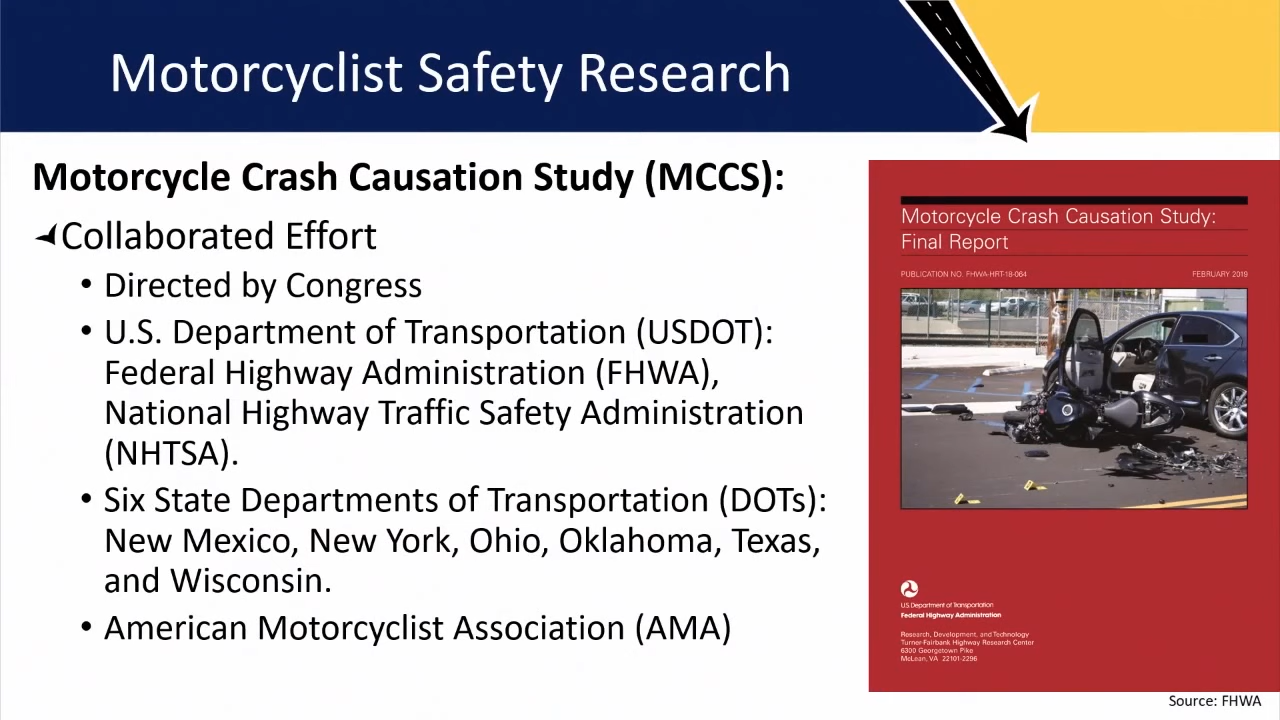 Motorcyclist Safety Research
Motorcycle Crash Causation Study (MCCS):
Collaborated Effort
• Directed by Congress
• U.S. Department of Transportation (USDOT):
Federal Highway Administration (FHWA),
National Highway Traffic Safety Administration
(NHTSA).
• Six State Departments of Transportation (DOTs):
New Mexico, New York, Ohio, Oklahoma, Texas,
and Wisconsin.
• American Motorcyclist Association (AMA)
Motorcycle Crash Causation Study:
Final Report
PUBLICATION NO. FHWA-HRT-18-064 FEBRUARY 2019
U.S. Department of Transportation
Federal Highway Administration
Research, Development, and Technology
Turner-Fairbank Highway Research Center
6300 Georgetown Pike
McLean, VA 22101-2296
Source: FHWA